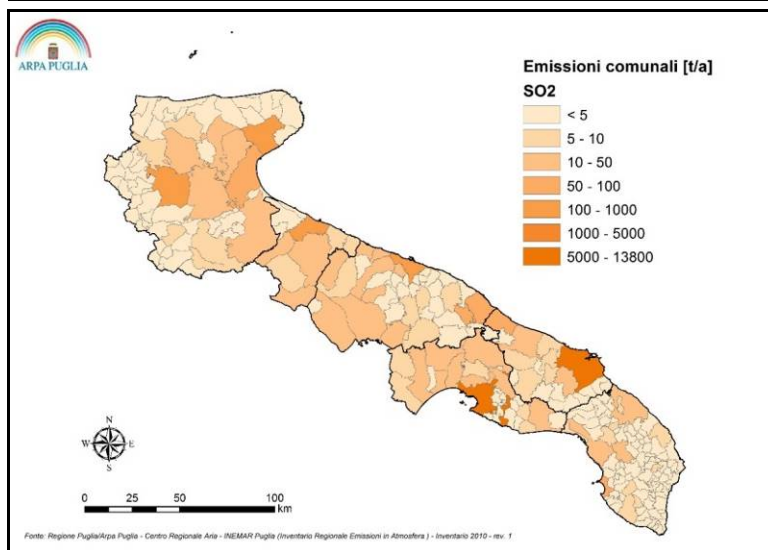 ARPA PUGLIA
Emissioni comunali [t/a]
SO2
< 5
5 - 10
10 - 50
50 - 100
100 - 1000
1000 - 5000
5000 - 13800
N
W E
S
0 25 50 100
km
Fonte: Regione Puglia/Arpa Puglia - Centro Regionale Aria - INEMAR Puglia (Inventario Regionale Emissioni in Atmosfera ) - Inventario 2010 - rev. 1